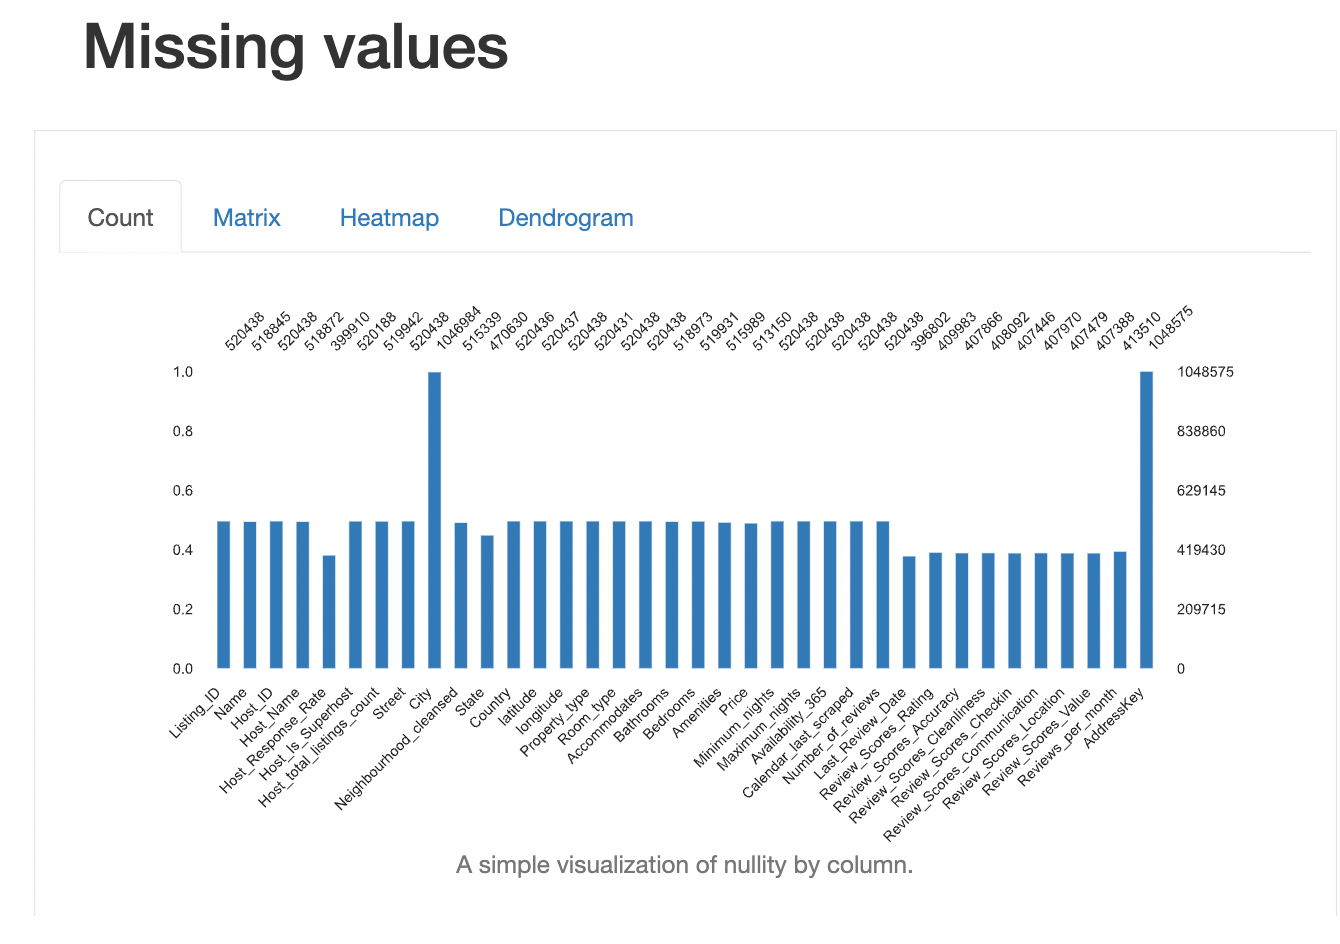 Missing values
Count Matrix Heatmap Dendrogram
520438 518845 520438 518872 399910 520188 519942 520438 1046984 515339 470630 520436 520437 520438 520431 520438 520438 518973 519931 515989 513150 520438 520438 520438 520438 520438 396802 409983 407866 408092 407446 407970 407479 407388 413510 1048575
1.0 1048575
0.8 838860
0.6 629145
0.4 419430
0.2 209715
0.0 0
Listing_ID Name Host_ID Host_Name Host_Response_Rate Host_Is_Superhost Host_total_listings_count Street City Neighbourhood_cleansed State Country latitude longitude Property_type Room_type Accommodates Bathrooms Bedrooms Amenities Price Minimum_nights Maximum_nights Availability_365 Calendar_last_scraped Number_of_reviews Last_Review_Date Review_Scores_Rating Review_Scores_Accuracy Review_Scores_Cleanliness Review_Scores_Checkin Review_Scores_Communication Review_Scores_Location Review_Scores_Value Reviews_per_month AddressKey
A simple visualization of nullity by column.